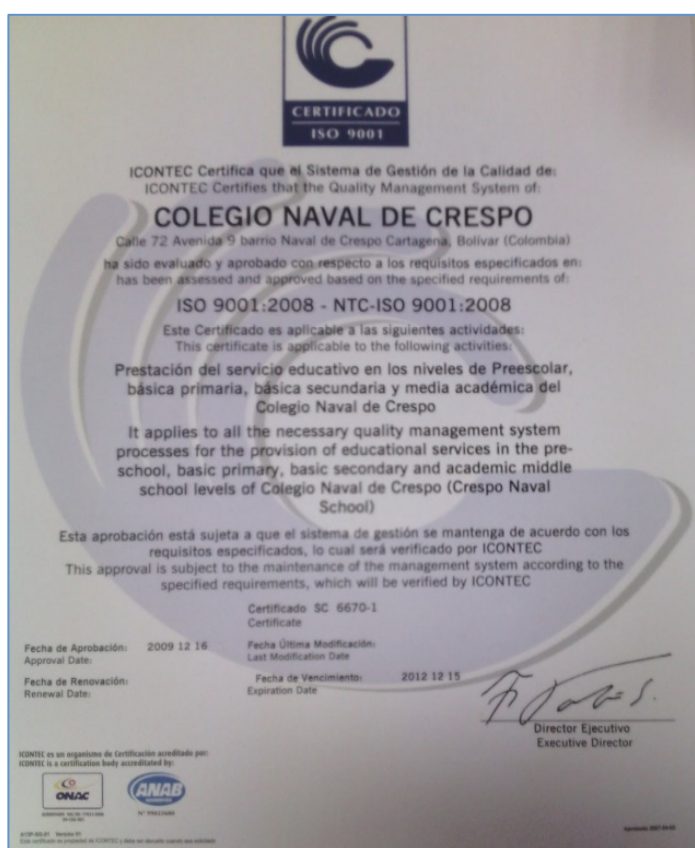 CERTIFICADO
ISO 9001
ICONTEC Certifica que el Sistema de Gestión de la Calidad de:
ICONTEC Certifies that the Quality Management System of:
COLEGIO NAVAL DE CRESPO
Calle 72 Avenida 9 barrio Naval de Crespo Cartagena, Bolívar (Colombia)
ha sido evaluado y aprobado con respecto a los requisitos especificados en:
has been assessed and approved based on the specified requirements of:
ISO 9001:2008 - NTC-ISO 9001:2008
Este Certificado es aplicable a las siguientes actividades:
This certificate is applicable to the following activities:
Prestación del servicio educativo en los niveles de Preescolar,
básica primaria, básica secundaria y media académica del
Colegio Naval de Crespo
It applies to all the necessary quality management system
processes for the provision of educational services in the pre-
school, basic primary, basic secondary and academic middle
school levels of Colegio Naval de Crespo (Crespo Naval
School)
Esta aprobación está sujeta a que el sistema de gestión se mantenga de acuerdo con los
requisitos especificados, lo cual será verificado por ICONTEC
This approval is subject to the maintenance of the management system according to the
specified requirements, which will be verified by ICONTEC
Certificado SC 6670-1
Certificate
Fecha de Aprobación: 2009 12 16 Fecha Última Modificación:
Approval Date: Last Modification Date
Fecha de Renovación: Fecha de Vencimiento: 2012 12 15
Renewal Date: Expiration Date
Director Ejecutivo
Executive Director
ICONTEC es un organismo de Certificación acreditado por:
ICONTEC is a certification body accreditated by:
ONAC ANAB